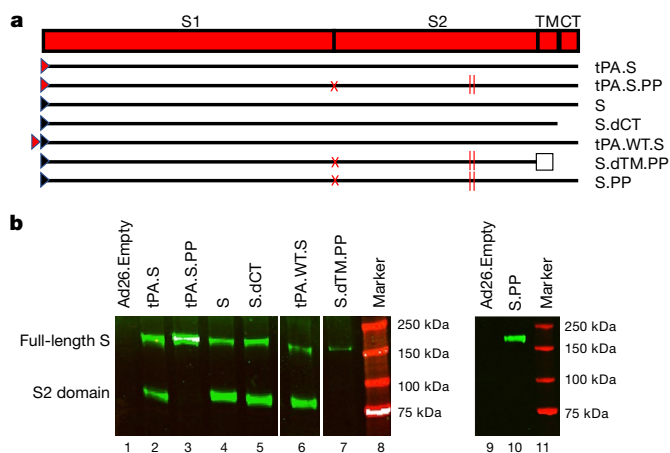 a
S1 S2 TM CT
tPA.S
tPA.S.PP
S
S.dCT
tPA.WT.S
S.dTM.PP
S.PP
b
Ad26.Empty tPA.S tPA.S.PP S S.dCT tPA.WT.S S.dTM.PP Marker Ad26.Empty S.PP Marker
Full-length S 250 kDa 250 kDa
150 kDa 150 kDa
S2 domain 100 kDa 100 kDa
75 kDa 75 kDa
1 2 3 4 5 6 7 8 9 10 11